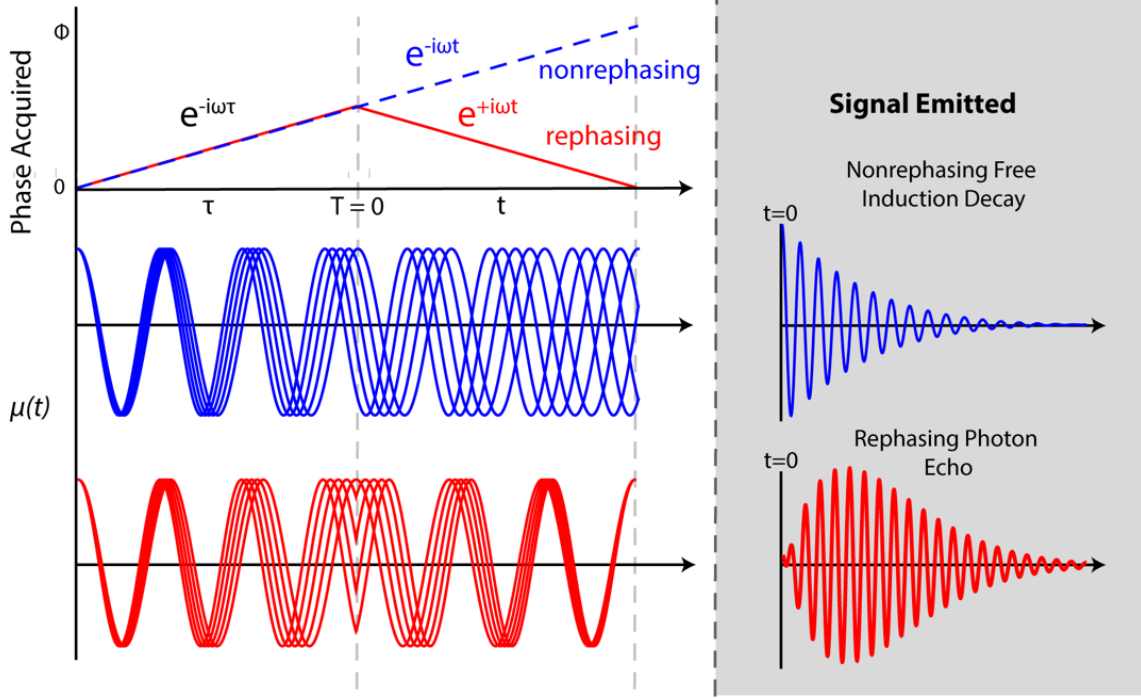 Φ
e^-iωt
nonrephasing
e^-iωτ
e^+iωt
rephasing
Phase Acquired
0
τ
T = 0
t
μ(t)
Signal Emitted
Nonrephasing Free
Induction Decay
t=0
Rephasing Photon
Echo
t=0